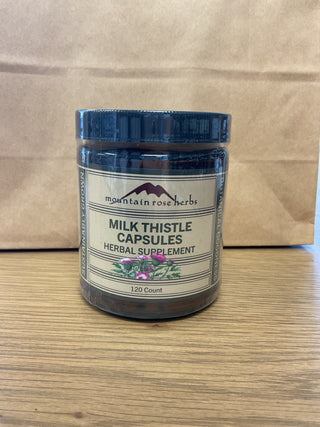 mountain rose herbs
MILK THISTLE
CAPSULES
HERBAL SUPPLEMENT
120 Count